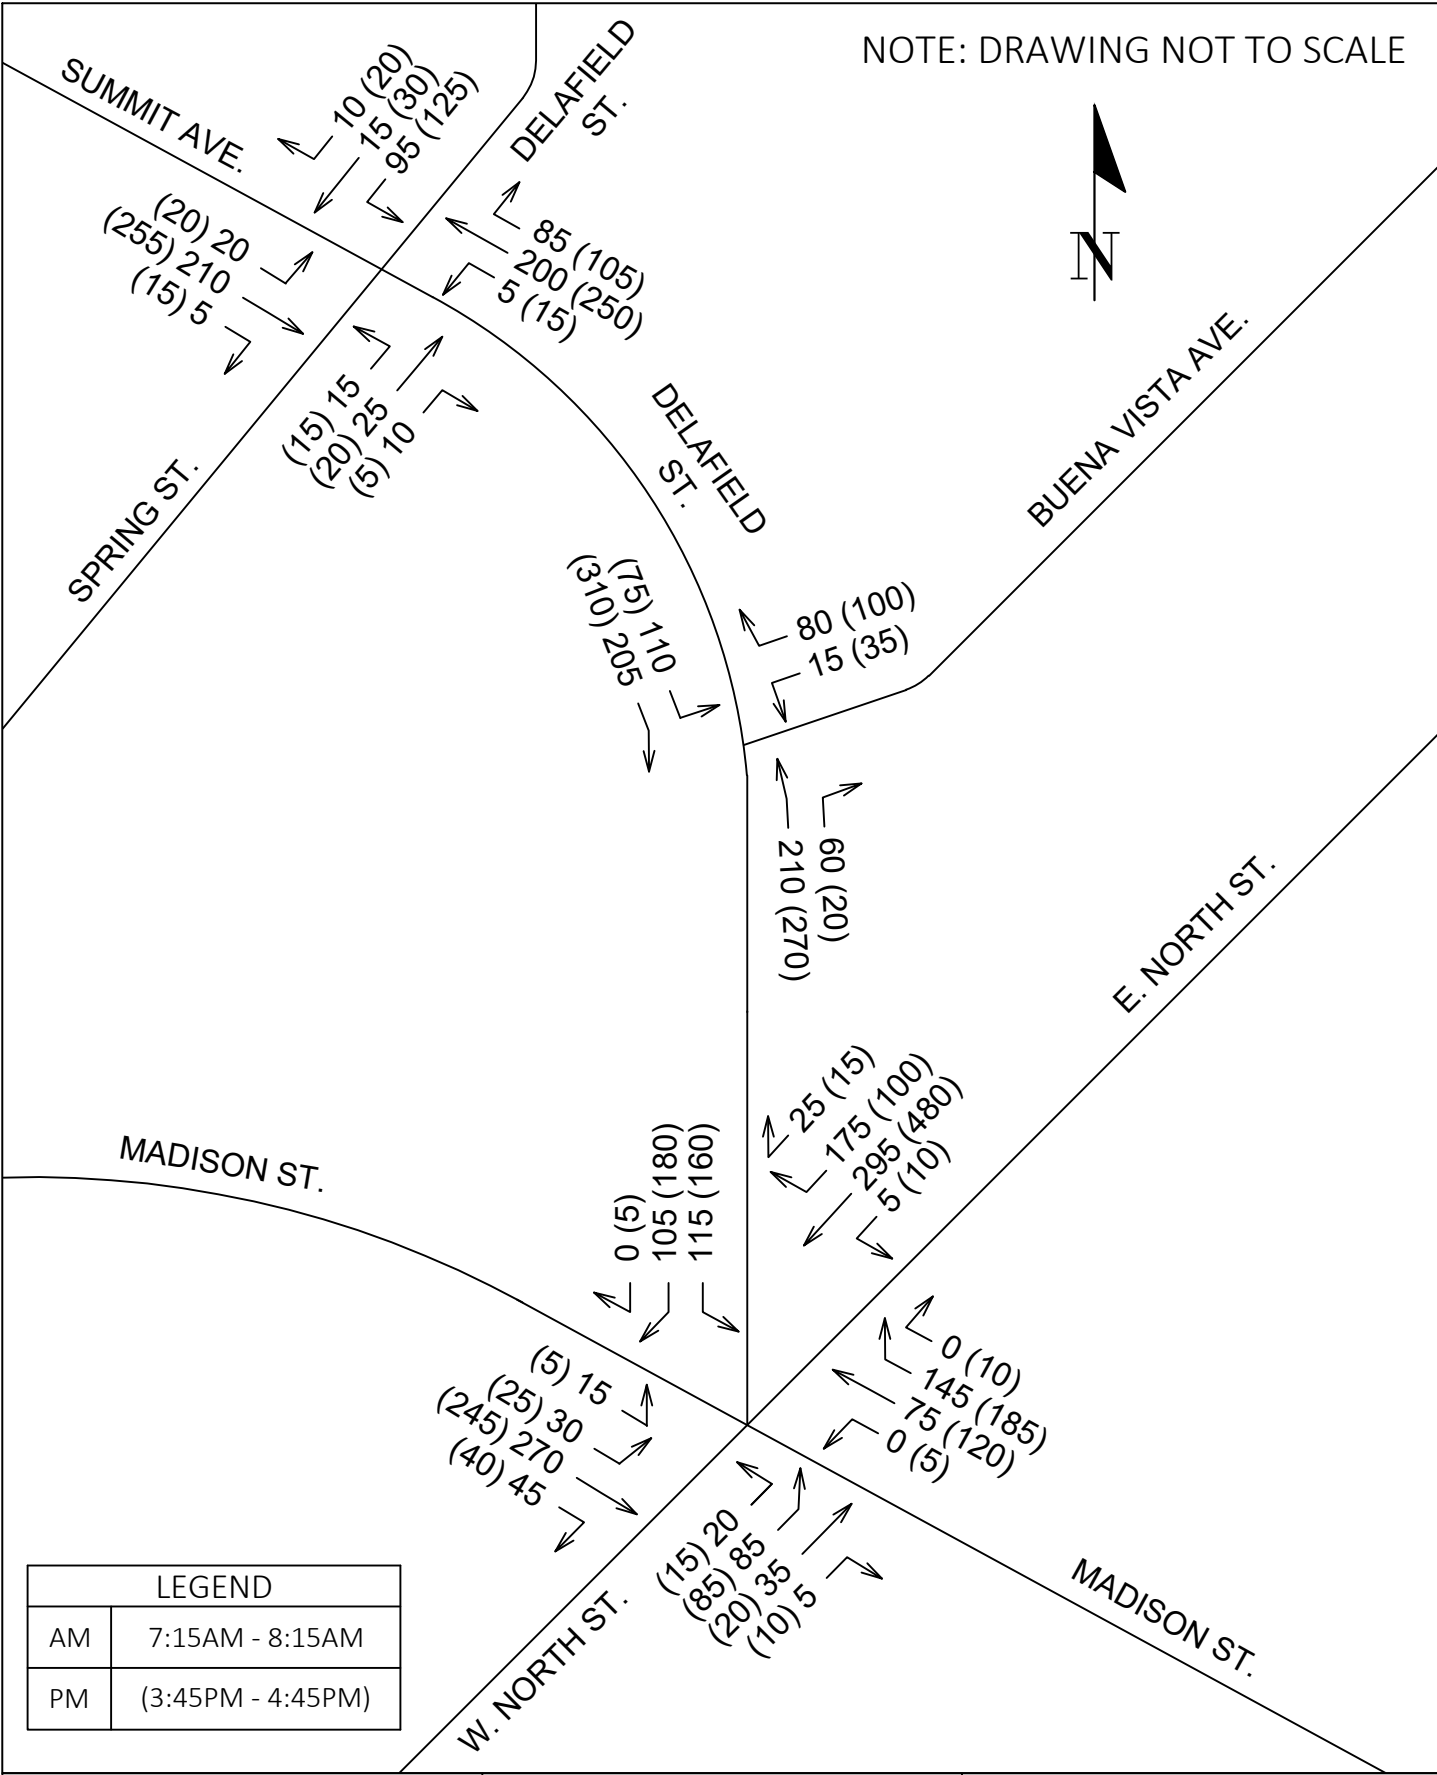 NOTE: DRAWING NOT TO SCALE
N
SUMMIT AVE.
10 (20)
15 (30)
95 (125)
DELAFIELD
ST.
(20) 20
(255) 210
(15) 5
85 (105)
200 (250)
5 (15)
(15) 15
(20) 25
(5) 10
SPRING ST.
DELAFIELD
ST.
BUENA VISTA AVE.
(75) 110
(310) 205
80 (100)
15 (35)
60 (20)
210 (270)
E. NORTH ST.
MADISON ST.
0 (5)
105 (180)
115 (160)
25 (15)
175 (100)
295 (480)
5 (10)
(5) 15
(25) 30
(245) 270
(40) 45
0 (10)
145 (185)
75 (120)
0 (5)
(15) 20
(85) 85
(20) 35
(10) 5
W. NORTH ST.
MADISON ST.
LEGEND
AM 7:15AM - 8:15AM
PM (3:45PM - 4:45PM)